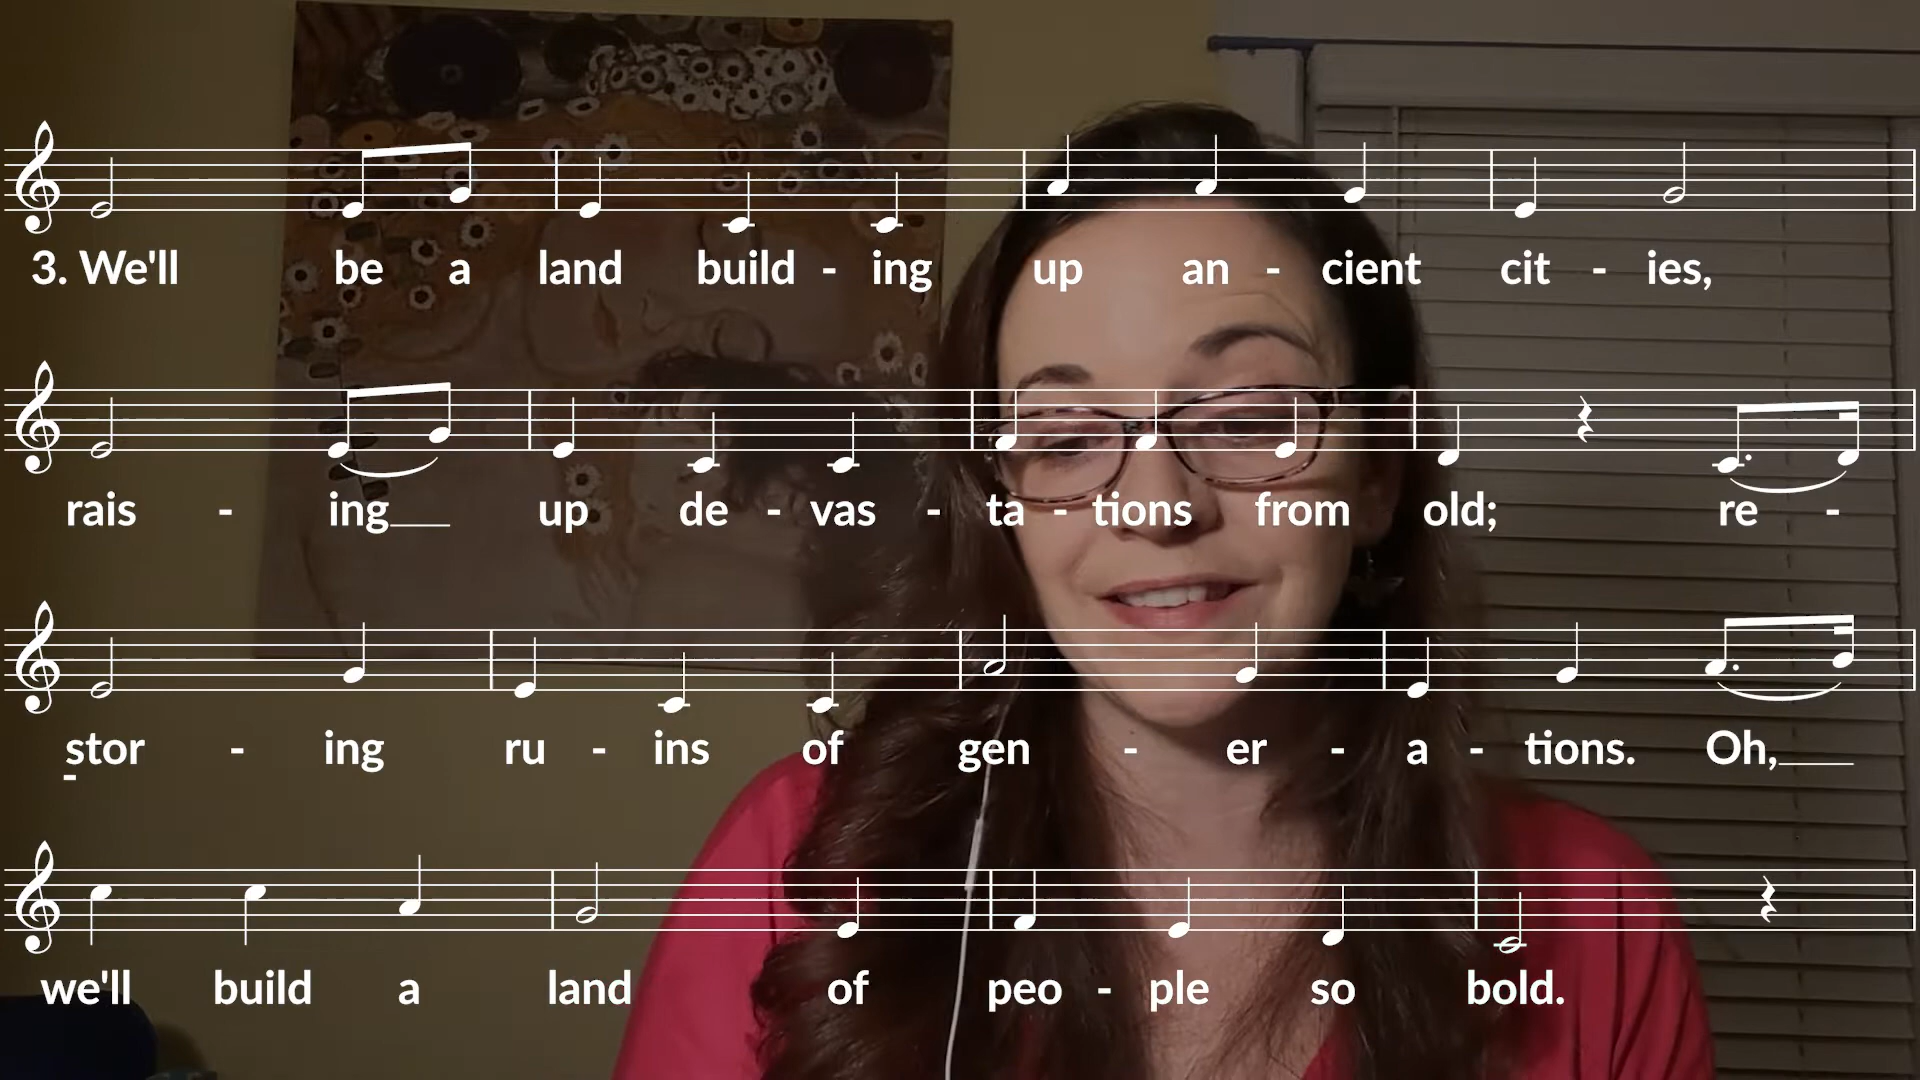 3. We'll be a land build - ing up an - cient cit - ies,
rais - ing__ up de - vas - ta - tions from old; re -
- stor - ing ru - ins of gen - er - a - tions. Oh,__
we'll build a land of peo - ple so bold.